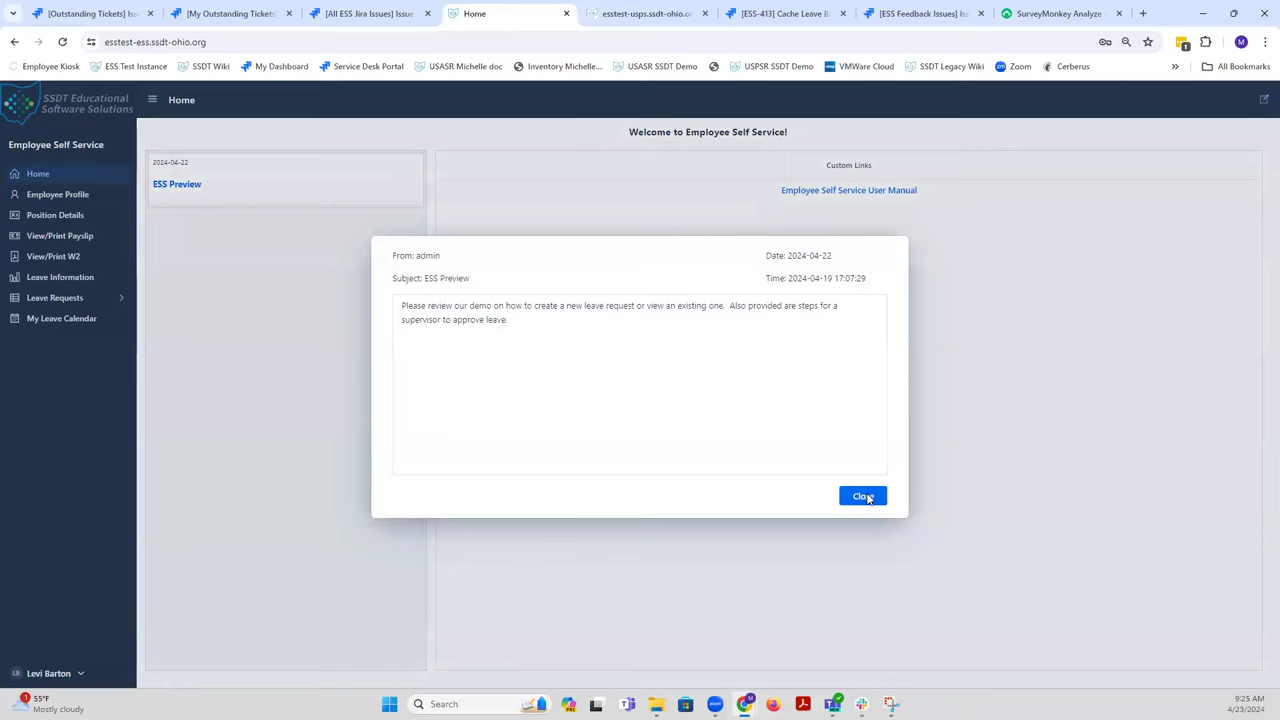 [Outstanding Tickets] Issues
[My Outstanding Tickets]
[All ESS Jira Issues] Issue
Home
esstest-ups.ssdt-ohio.o
[ESS-413] Cache Leave B
[ESS Feedback Issues] Is
SurveyMonkey Analyze
esstest-ess.ssdt-ohio.org
1
M
Employee Kiosk
ESS Test Instance
SSDT Wiki
My Dashboard
Service Desk Portal
USASR Michelle doc
Inventory Michelle...
USASR SSDT Demo
USPSR SSDT Demo
VMWare Cloud
SSDT Legacy Wiki
Zoom
Cerberus
»
All Bookmarks
SSDT Educational
Software Solutions
Home
Employee Self Service
Welcome to Employee Self Service!
Home
Employee Profile
Position Details
View/Print Payslip
View/Print W2
Leave Information
Leave Requests
My Leave Calendar
2024-04-22
ESS Preview
Custom Links
Employee Self Service User Manual
From: admin
Date: 2024-04-22
Subject: ESS Preview
Time: 2024-04-19 17:07:29
Please review our demo on how to create a new leave request or view an existing one. Also provided are steps for a
supervisor to approve leave.
Close
LB Levi Barton
1
55°F
Mostly cloudy
Search
9:25 AM
4/23/2024